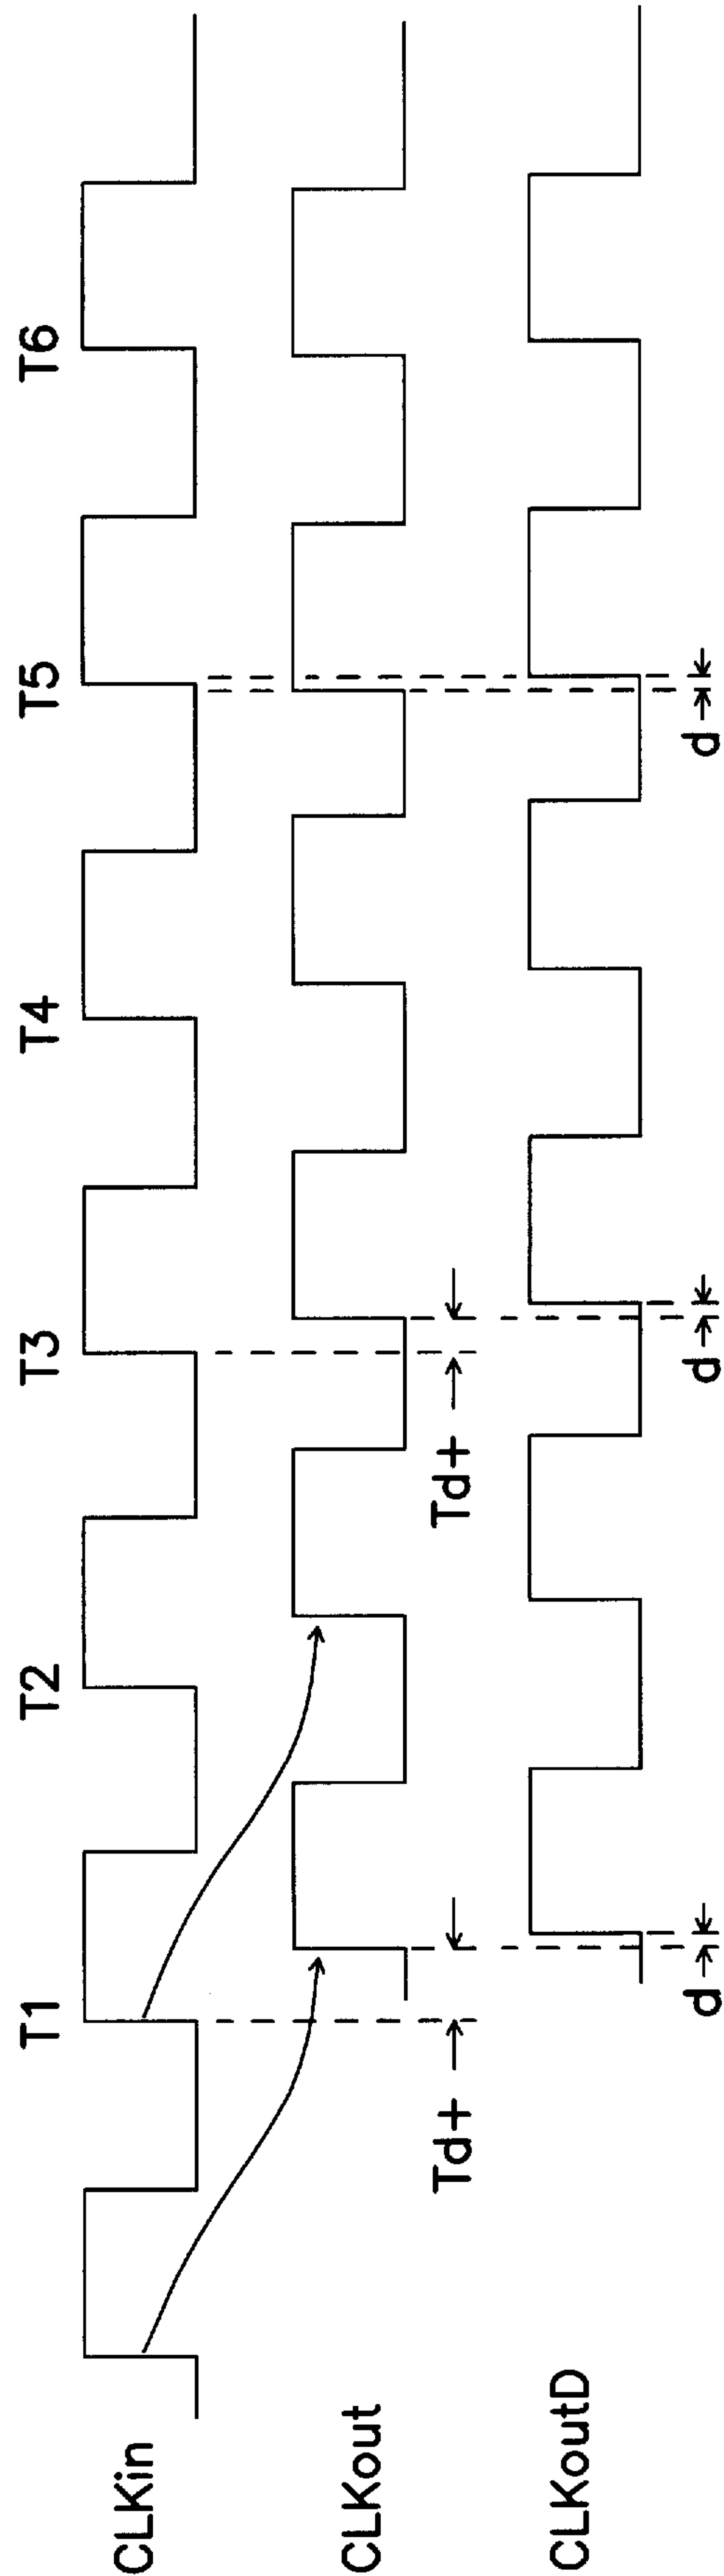 T1 T2 T3 T4 T5 T6
CLKin
CLKout
Td+ Td+
CLKoutD
d d d